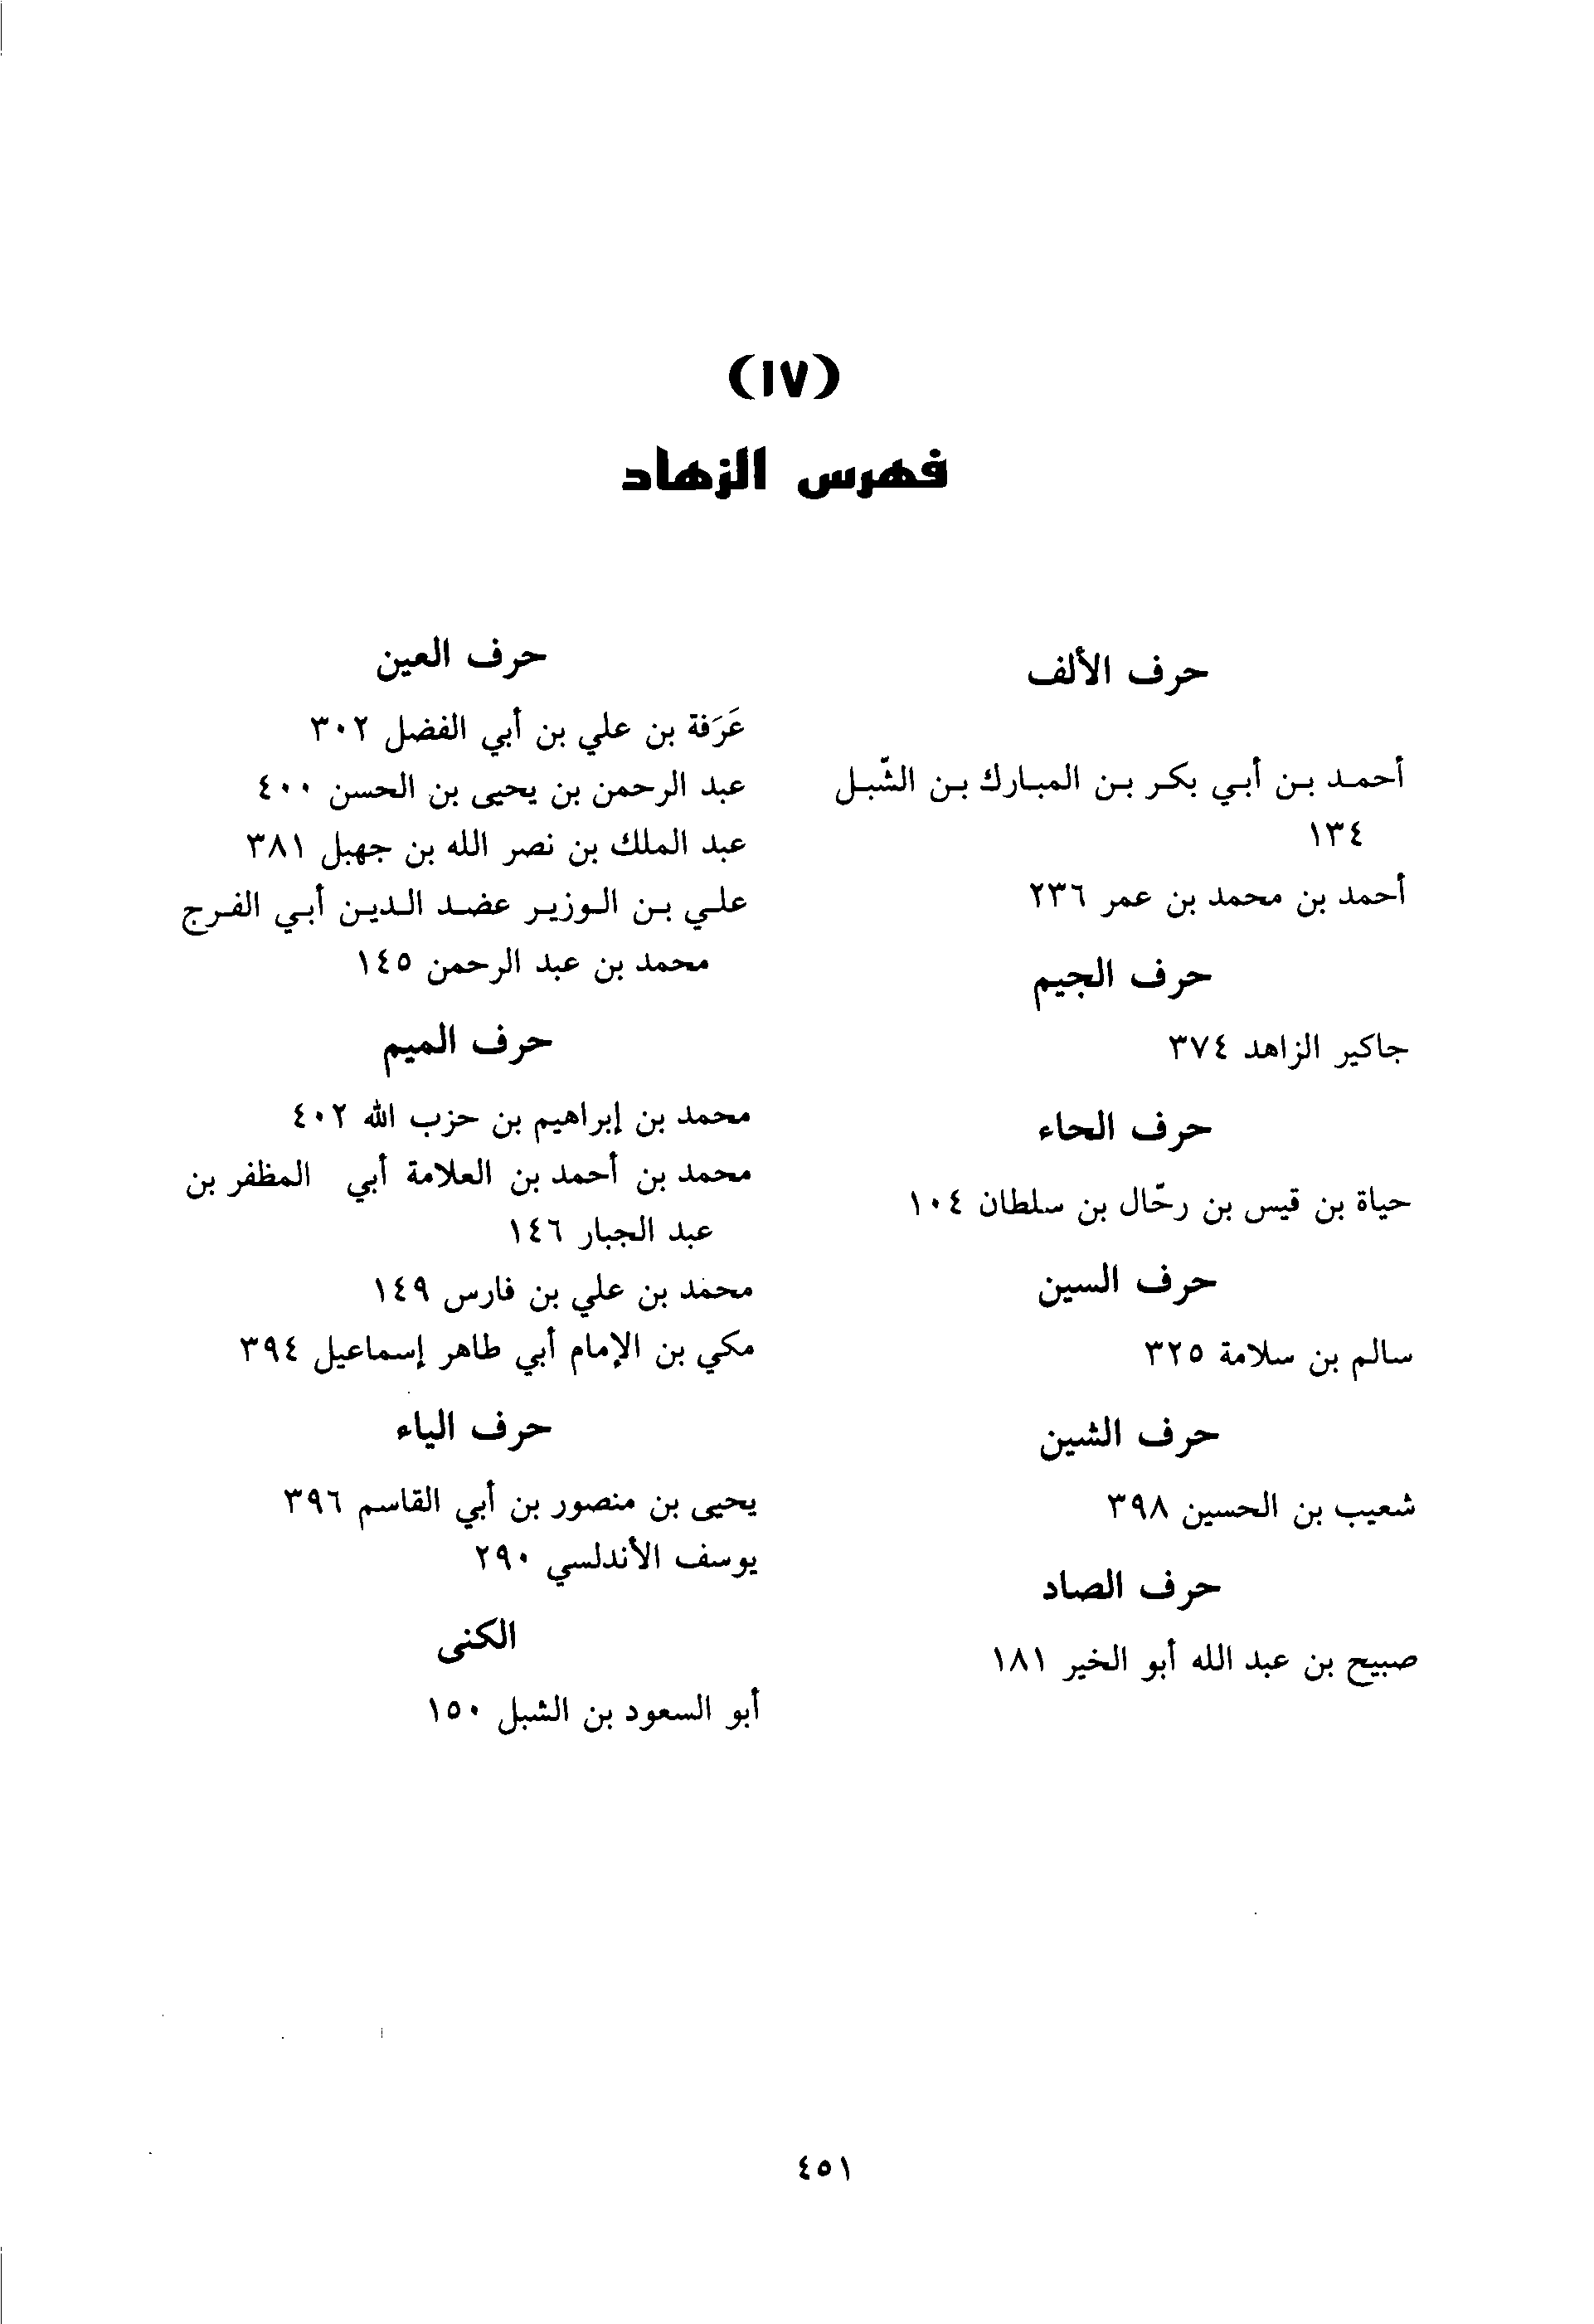 (١٧)
فهرس الزهاد
حرف الألف
أحمد بن أبي بكر بن المبارك بن الشّبل
١٣٤
أحمد بن محمد بن عمر ٢٣٦
حرف الجيم
جاكير الزاهد ٣٧٤
حرف الحاء
حياة بن قيس بن رحّال بن سلطان ١٠٤
حرف السين
سالم بن سلامة ٣٢٥
حرف الشين
شعيب بن الحسين ٣٩٨
حرف الصاد
صبيح بن عبد الله أبو الخير ١٨١
حرف العين
عَرَفة بن علي بن أبي الفضل ٣٠٢
عبد الرحمن بن يحيى بن الحسن ٤٠٠
عبد الملك بن نصر الله بن جهبل ٣٨١
علي بن الوزير عضد الدين أبي الفرج
محمد بن عبد الرحمن ١٤٥
حرف الميم
محمد بن إبراهيم بن حزب الله ٤٠٢
محمد بن أحمد بن العلامة أبي المظفر بن
عبد الجبار ١٤٦
محمد بن علي بن فارس ١٤٩
مكي بن الإمام أبي طاهر إسماعيل ٣٩٤
حرف الياء
يحيى بن منصور بن أبي القاسم ٣٩٦
يوسف الأندلسي ٢٩٠
الكنى
أبو السعود بن الشبل ١٥٠
٤٥١